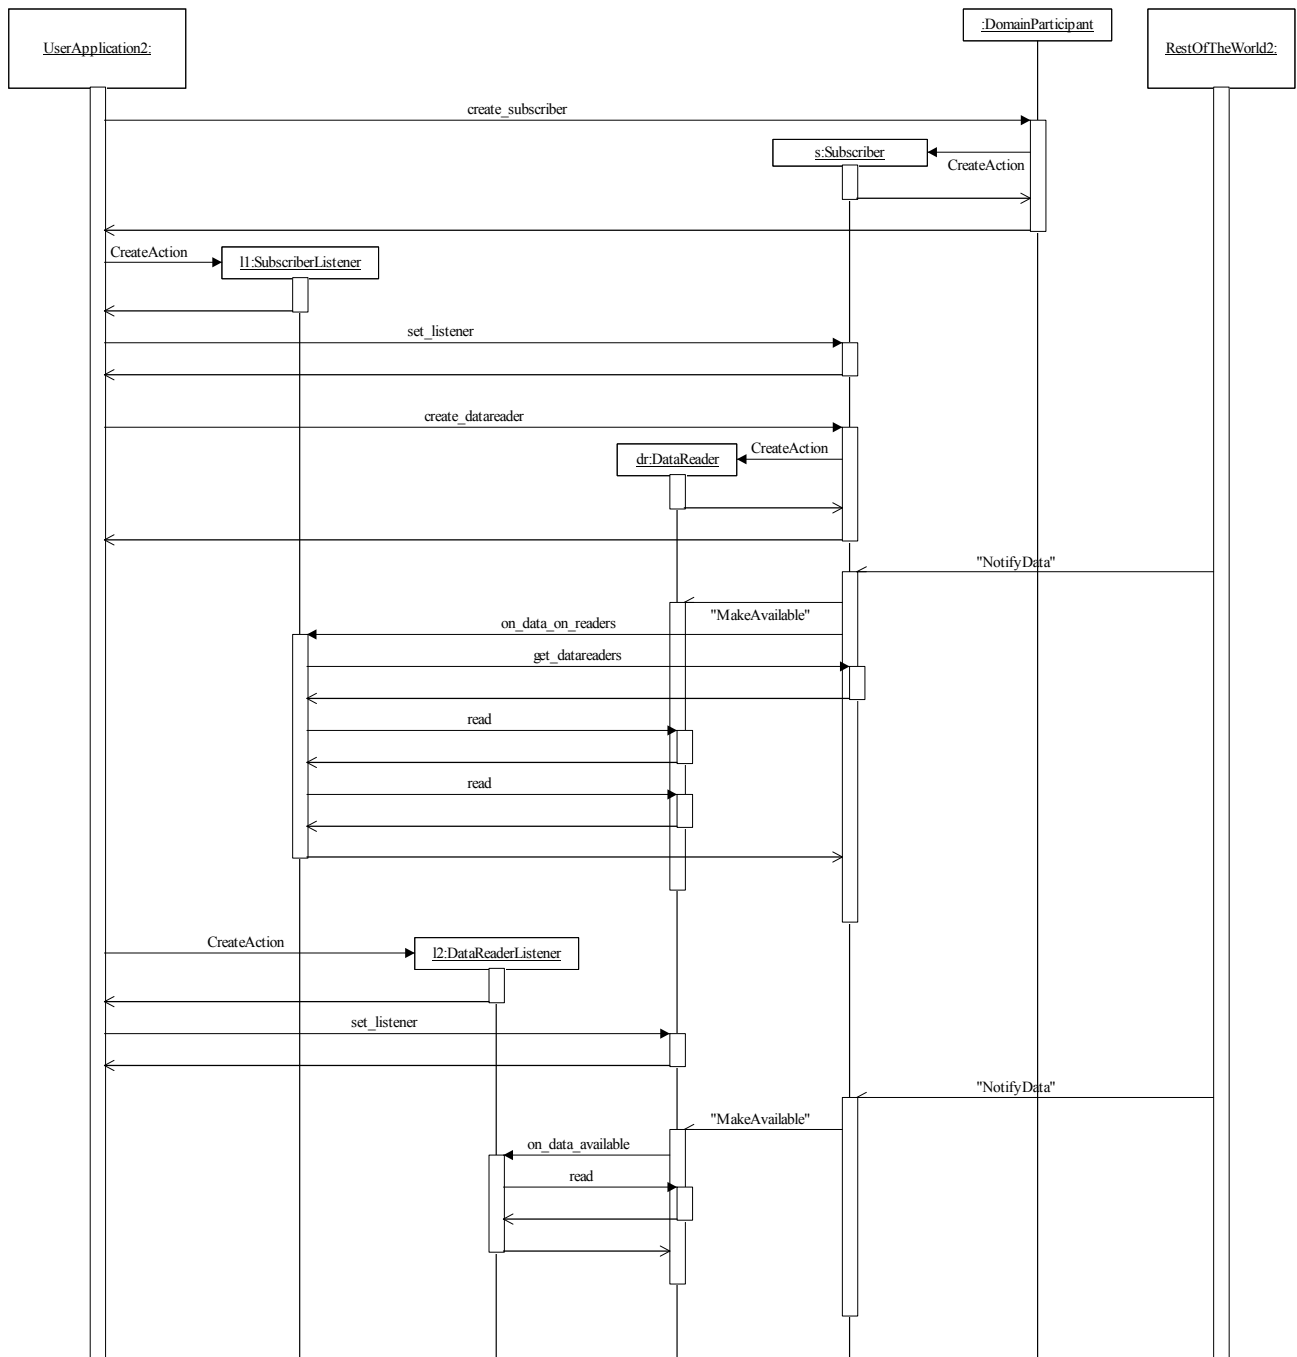 :DomainParticipant
UserApplication2:
RestOfTheWorld2:
create_subscriber
s:Subscriber
CreateAction
CreateAction
l1:SubscriberListener
set_listener
create_datareader
CreateAction
dr:DataReader
"NotifyData"
"MakeAvailable"
on_data_on_readers
get_datareaders
read
read
CreateAction
l2:DataReaderListener
set_listener
"NotifyData"
"MakeAvailable"
on_data_available
read